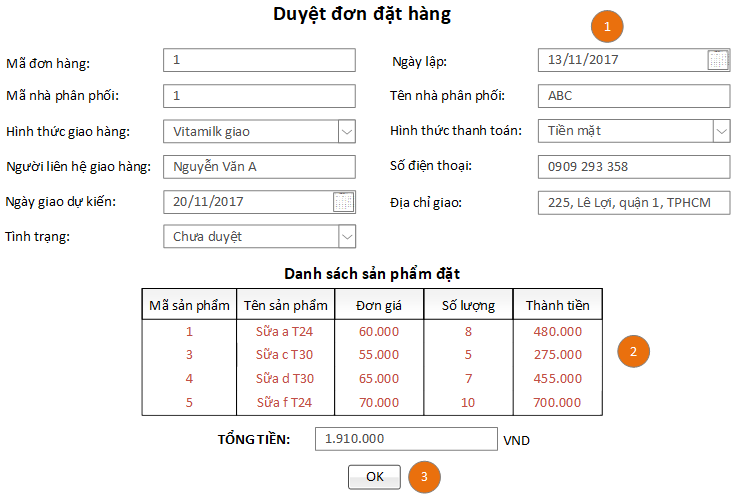 Duyệt đơn đặt hàng
1
Mã đơn hàng: 1 Ngày lập: 13/11/2017
Mã nhà phân phối: 1 Tên nhà phân phối: ABC
Hình thức giao hàng: Vitamilk giao Hình thức thanh toán: Tiền mặt
Người liên hệ giao hàng: Nguyễn Văn A Số điện thoại: 0909 293 358
Ngày giao dự kiến: 20/11/2017 Địa chỉ giao: 225, Lê Lợi, quận 1, TPHCM
Tình trạng: Chưa duyệt
Danh sách sản phẩm đặt
Mã sản phẩm Tên sản phẩm Đơn giá Số lượng Thành tiền
1 Sữa a T24 60.000 8 480.000
3 Sữa c T30 55.000 5 275.000
2
4 Sữa d T30 65.000 7 455.000
5 Sữa f T24 70.000 10 700.000
TỔNG TIỀN: 1.910.000 VND
OK 3